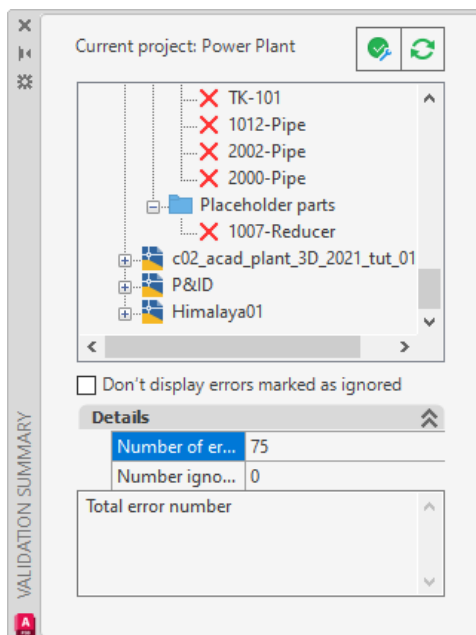 Current project: Power Plant
TK-101
1012-Pipe
2002-Pipe
2000-Pipe
Placeholder parts
1007-Reducer
c02_acad_plant_3D_2021_tut_01
P&ID
Himalaya01
Don't display errors marked as ignored
Details
Number of er... 75
Number igno... 0
Total error number
VALIDATION SUMMARY
A